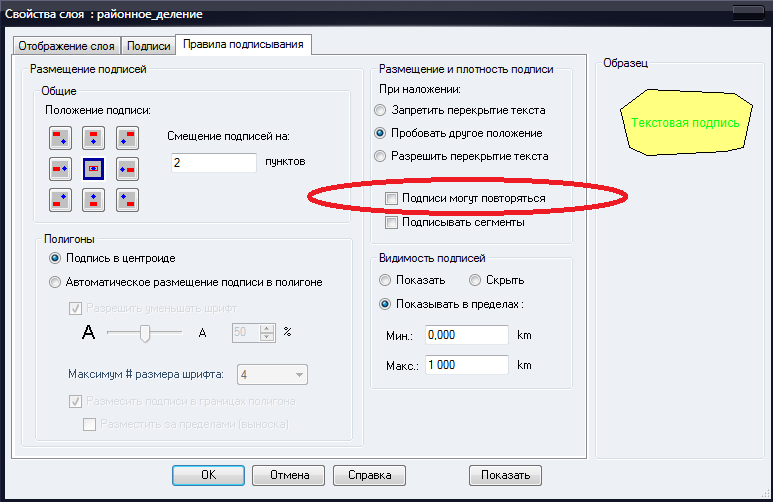 Свойства слоя : районное_деление
Отображение слоя
Подписи
Правила подписывания
Размещение подписей
Общие
Положение подписи:
Смещение подписей на:
2 пунктов
Полигоны
Подпись в центроиде
Автоматическое размещение подписи в полигоне
Разрешить уменьшать шрифт
A A 50 %
Максимум # размера шрифта: 4
Размесить подписи в границах полигона
Разместить за пределами (выноска)
Размещение и плотность подписи
При наложении:
Запретить перекрытие текста
Пробовать другое положение
Разрешить перекрытие текста
Подписи могут повторяться
Подписывать сегменты
Видимость подписей
Показать Скрыть
Показывать в пределах :
Мин.: 0,000 km
Макс.: 1 000 km
Образец
Текстовая подпись
OK
Отмена
Справка
Показать